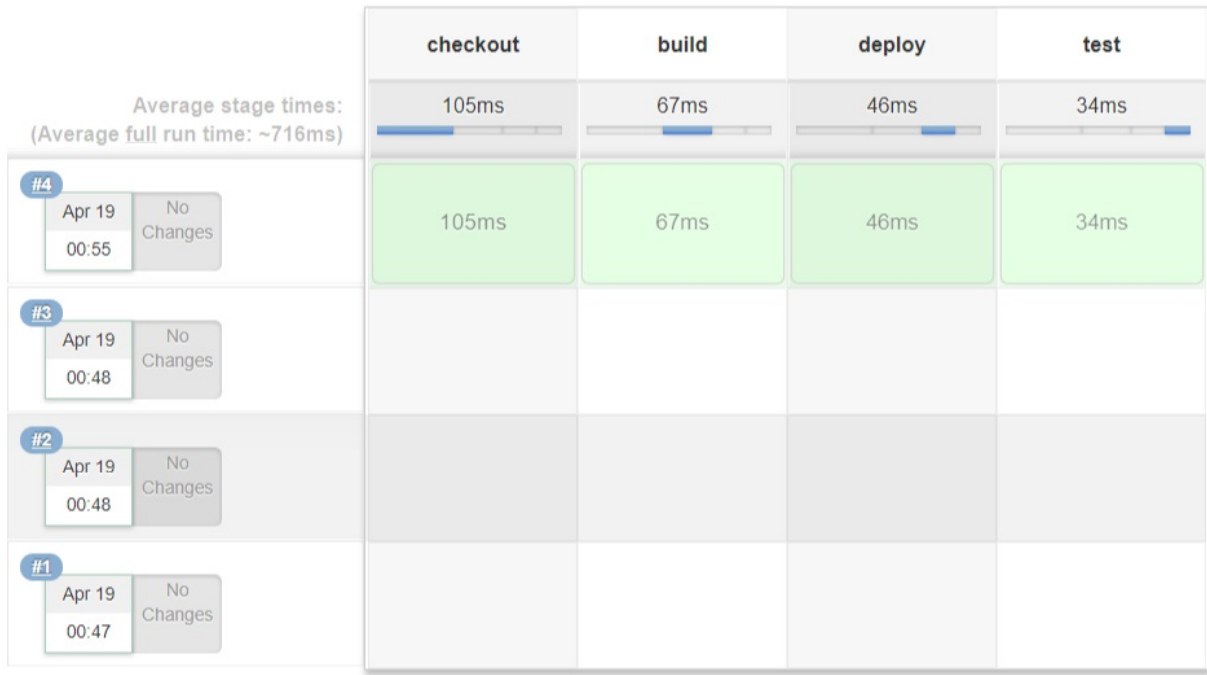 checkout build deploy test
Average stage times: 105ms 67ms 46ms 34ms
(Average full run time: ~716ms)
#4
Apr 19 No
Changes
00:55
105ms 67ms 46ms 34ms
#3
Apr 19 No
Changes
00:48
#2
Apr 19 No
Changes
00:48
#1
Apr 19 No
Changes
00:47